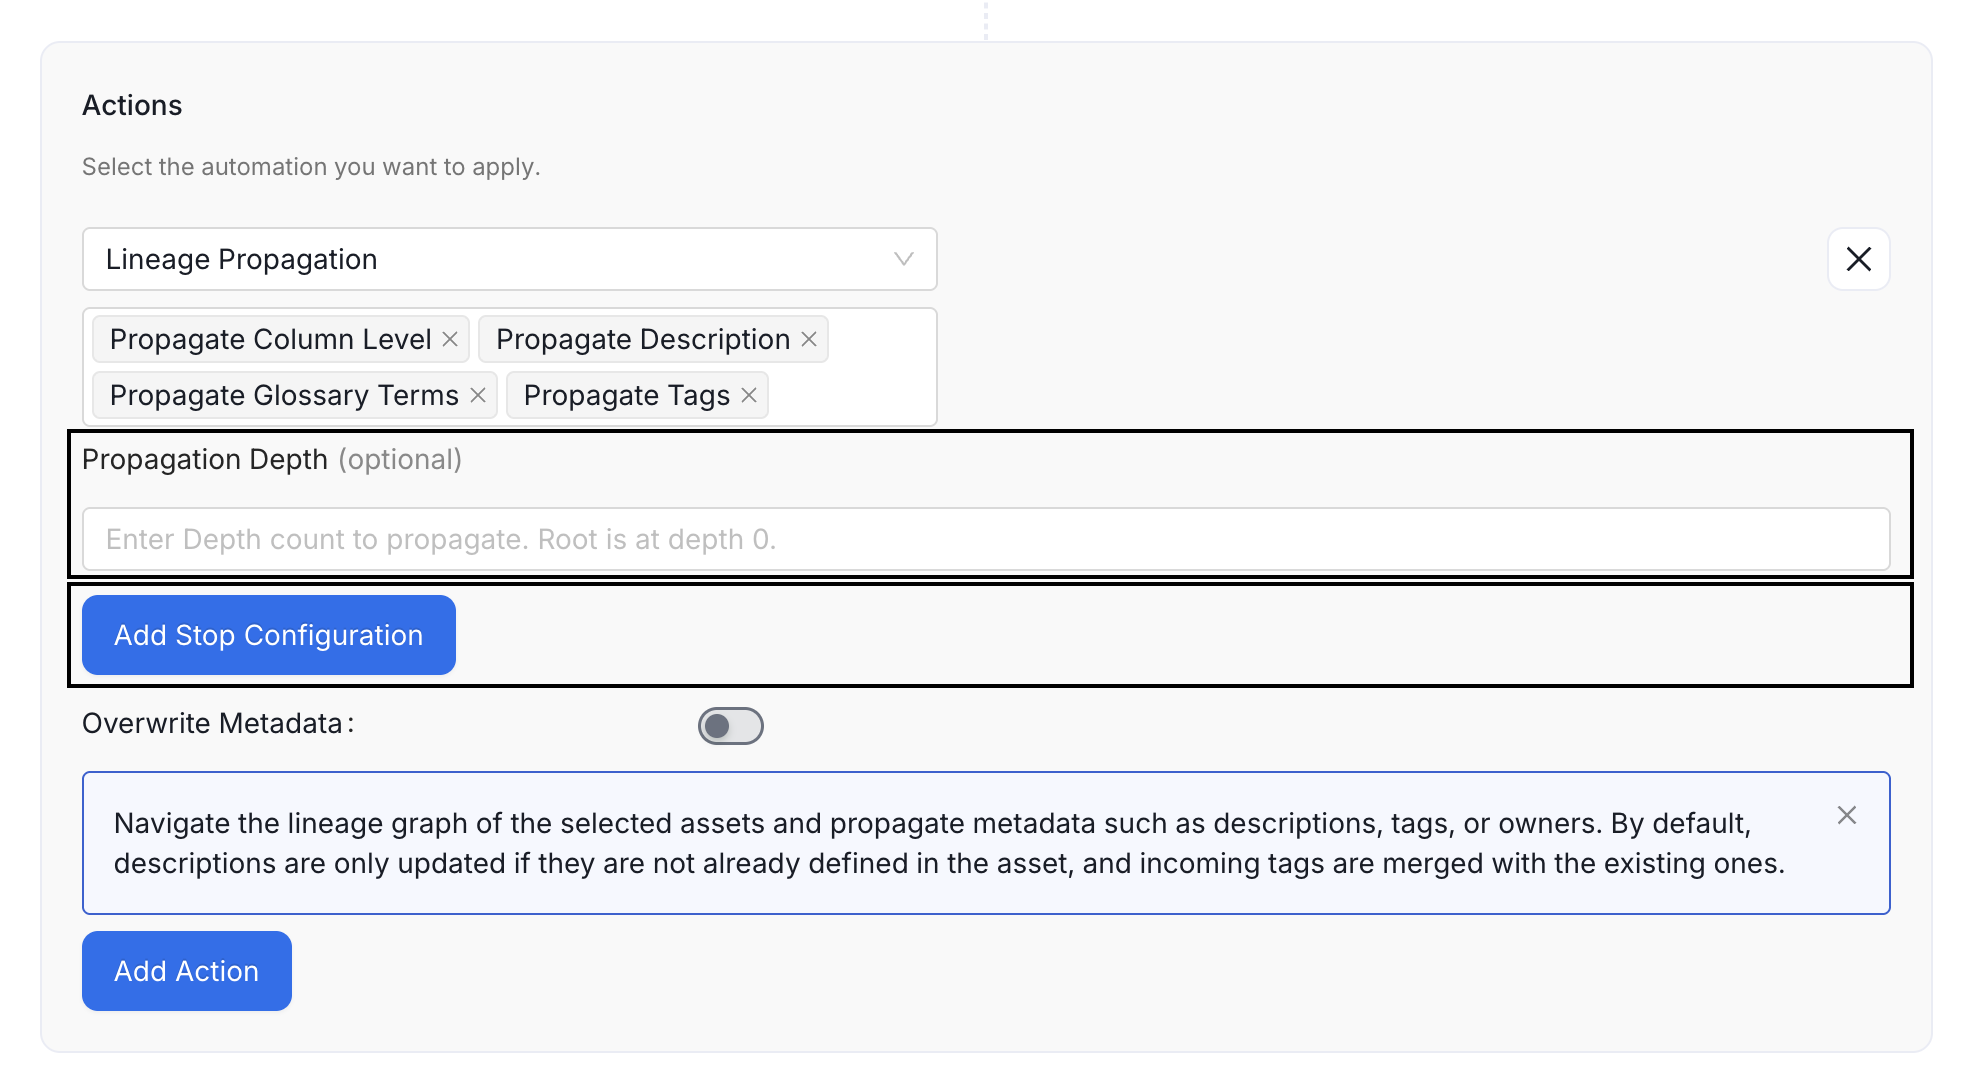 Actions
Select the automation you want to apply.
Lineage Propagation
Propagate Column Level Propagate Description
Propagate Glossary Terms Propagate Tags
Propagation Depth (optional)
Enter Depth count to propagate. Root is at depth 0.
Add Stop Configuration
Overwrite Metadata:
Navigate the lineage graph of the selected assets and propagate metadata such as descriptions, tags, or owners. By default,
descriptions are only updated if they are not already defined in the asset, and incoming tags are merged with the existing ones.
Add Action